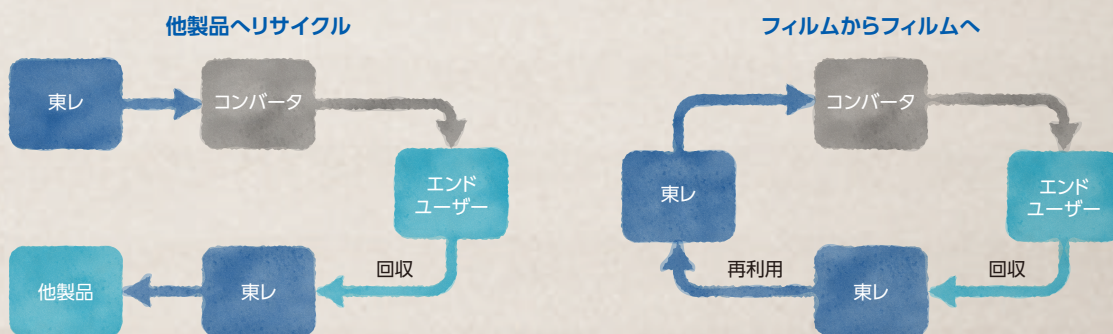 他製品へリサイクル
東レ
コンバータ
エンド
ユーザー
回収
東レ
他製品
フィルムからフィルムへ
コンバータ
東レ
エンド
ユーザー
再利用
回収
東レ